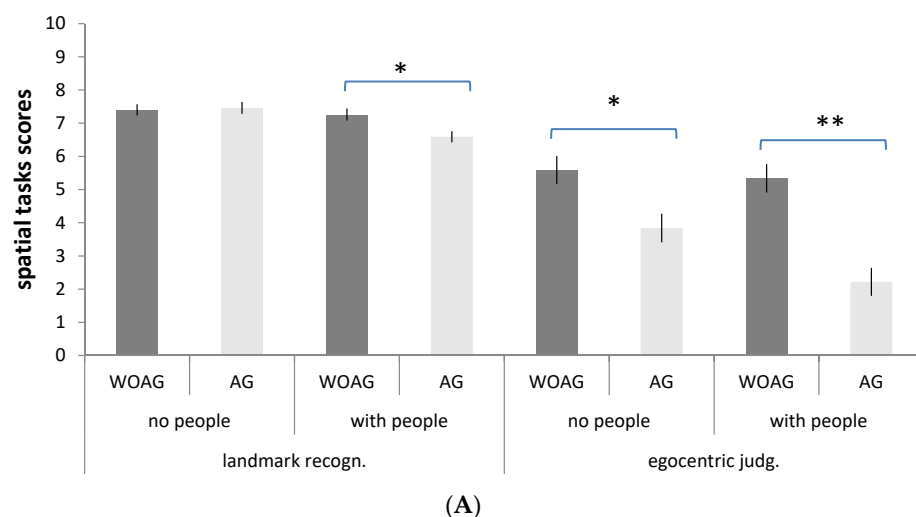 10
9
8
7
6
5
4
3
2
1
0
spatial tasks scores
*
*
**
WOAG AG WOAG AG WOAG AG WOAG AG
no people with people no people with people
landmark recogn. egocentric judg.
(A)